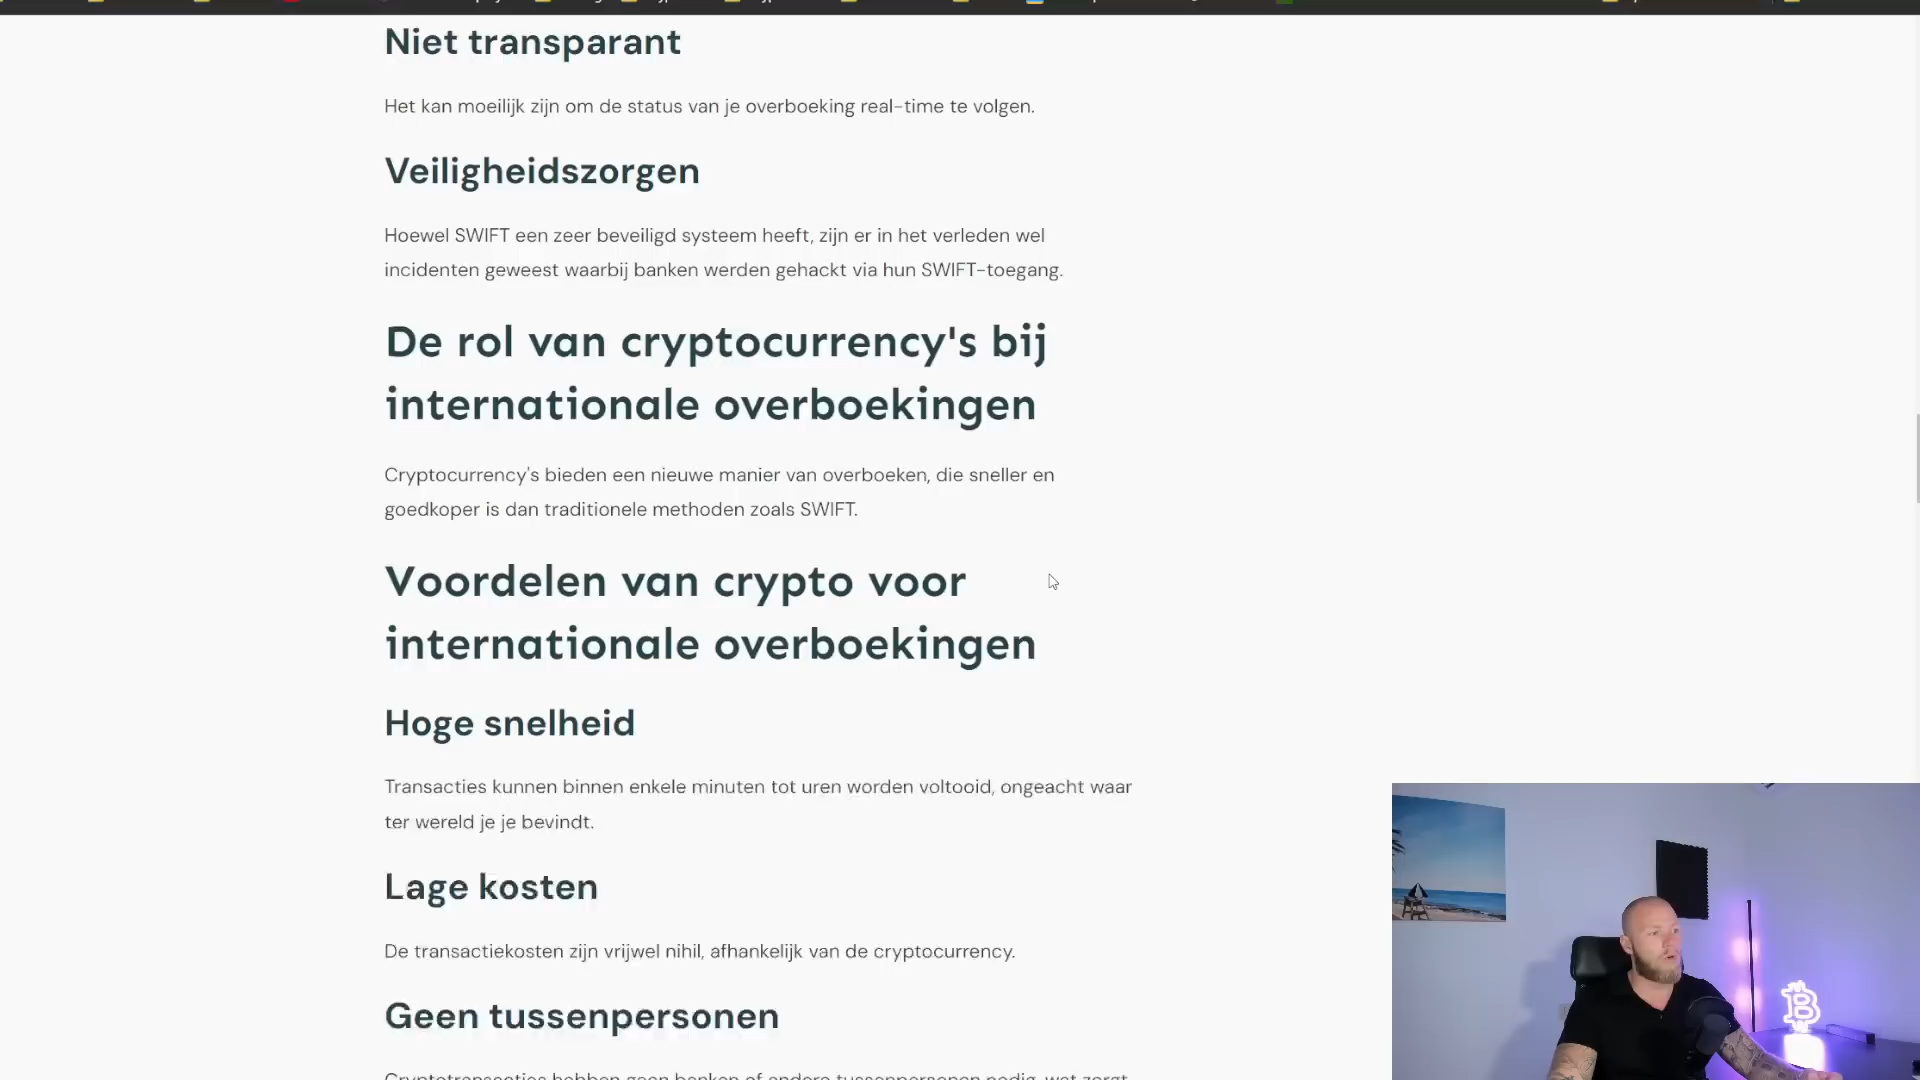 Niet transparant
Het kan moeilijk zijn om de status van je overboeking real-time te volgen.
Veiligheidszorgen
Hoewel SWIFT een zeer beveiligd systeem heeft, zijn er in het verleden wel
incidenten geweest waarbij banken werden gehackt via hun SWIFT-toegang.
De rol van cryptocurrency's bij
internationale overboekingen
Cryptocurrency's bieden een nieuwe manier van overboeken, die sneller en
goedkoper is dan traditionele methoden zoals SWIFT.
Voordelen van crypto voor
internationale overboekingen
Hoge snelheid
Transacties kunnen binnen enkele minuten tot uren worden voltooid, ongeacht waar
ter wereld je je bevindt.
Lage kosten
De transactiekosten zijn vrijwel nihil, afhankelijk van de cryptocurrency.
Geen tussenpersonen
Cryptotransacties hebben geen banken of andere tussenpersonen nodig, wat zorgt